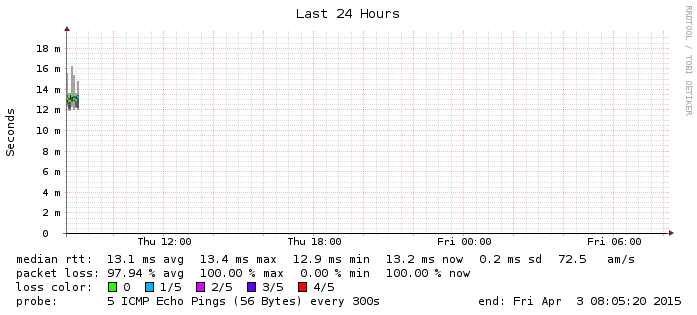 Last 24 Hours
RRDTOOL / TOBI OETIKER
Seconds
18 m
16 m
14 m
12 m
10 m
8 m
6 m
4 m
2 m
0
Thu 12:00 Thu 18:00 Fri 00:00 Fri 06:00
median rtt: 13.1 ms avg 13.4 ms max 12.9 ms min 13.2 ms now 0.2 ms sd 72.5 am/s
packet loss: 97.94 % avg 100.00 % max 0.00 % min 100.00 % now
loss color: 0 1/5 2/5 3/5 4/5
probe: 5 ICMP Echo Pings (56 Bytes) every 300s end: Fri Apr 3 08:05:20 2015